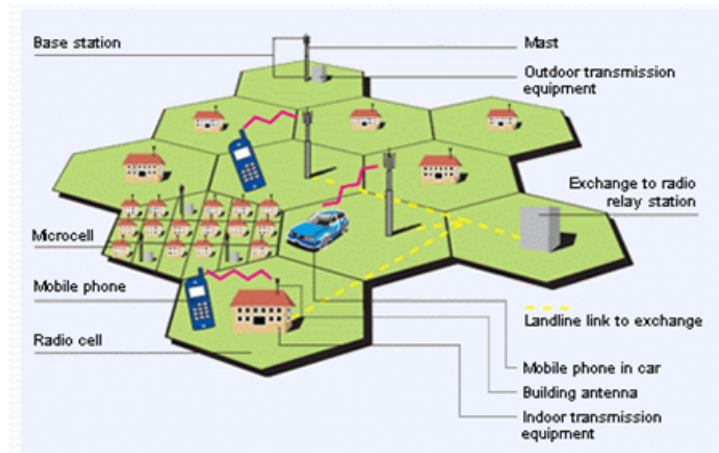 Base station
Mast
Outdoor transmission
equipment
Exchange to radio
relay station
Microcell
Mobile phone
Landline link to exchange
Radio cell
Mobile phone in car
Building antenna
Indoor transmission
equipment